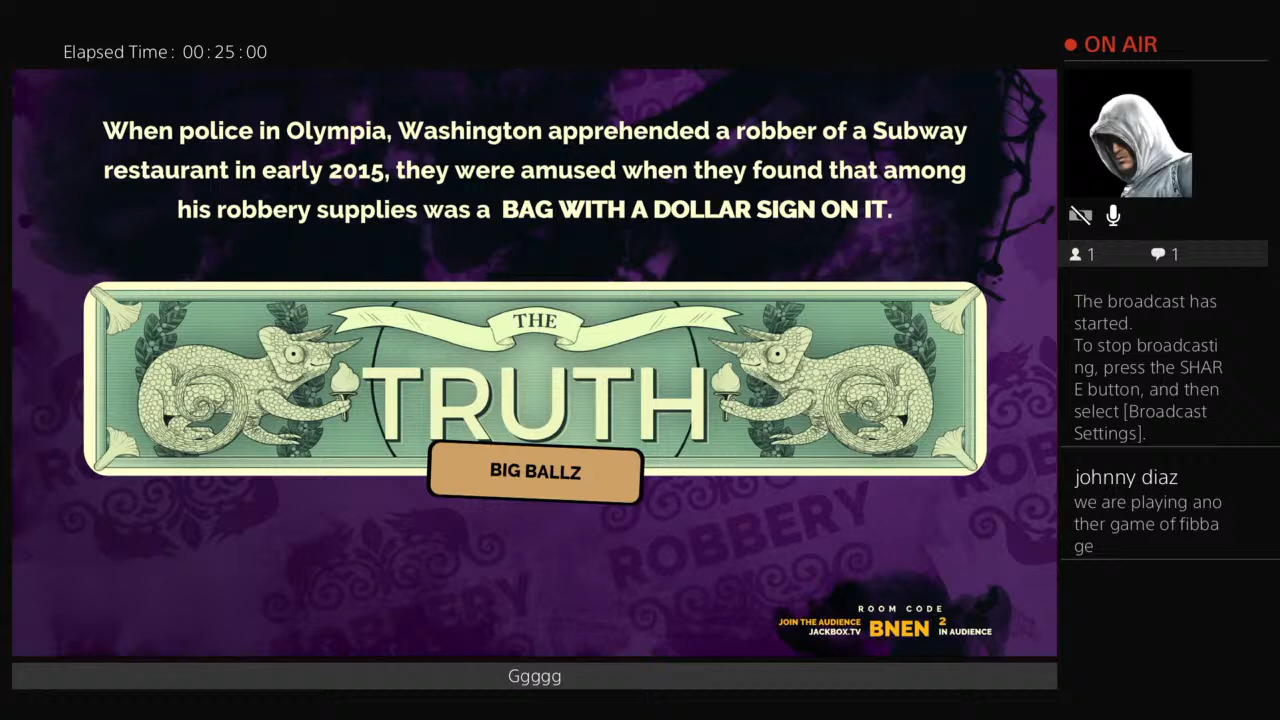 Elapsed Time: 00:25:00
ON AIR
When police in Olympia, Washington apprehended a robber of a Subway
restaurant in early 2015, they were amused when they found that among
his robbery supplies was a BAG WITH A DOLLAR SIGN ON IT.
THE
TRUTH
BIG BALLZ
ROBBERY
ROOM CODE
JOIN THE AUDIENCE
JACKBOX.TV
BNEN
2
IN AUDIENCE
Ggggg
1
1
The broadcast has
started.
To stop broadcasti
ng, press the SHAR
E button, and then
select [Broadcast
Settings].
johnny diaz
we are playing ano
ther game of fibba
ge